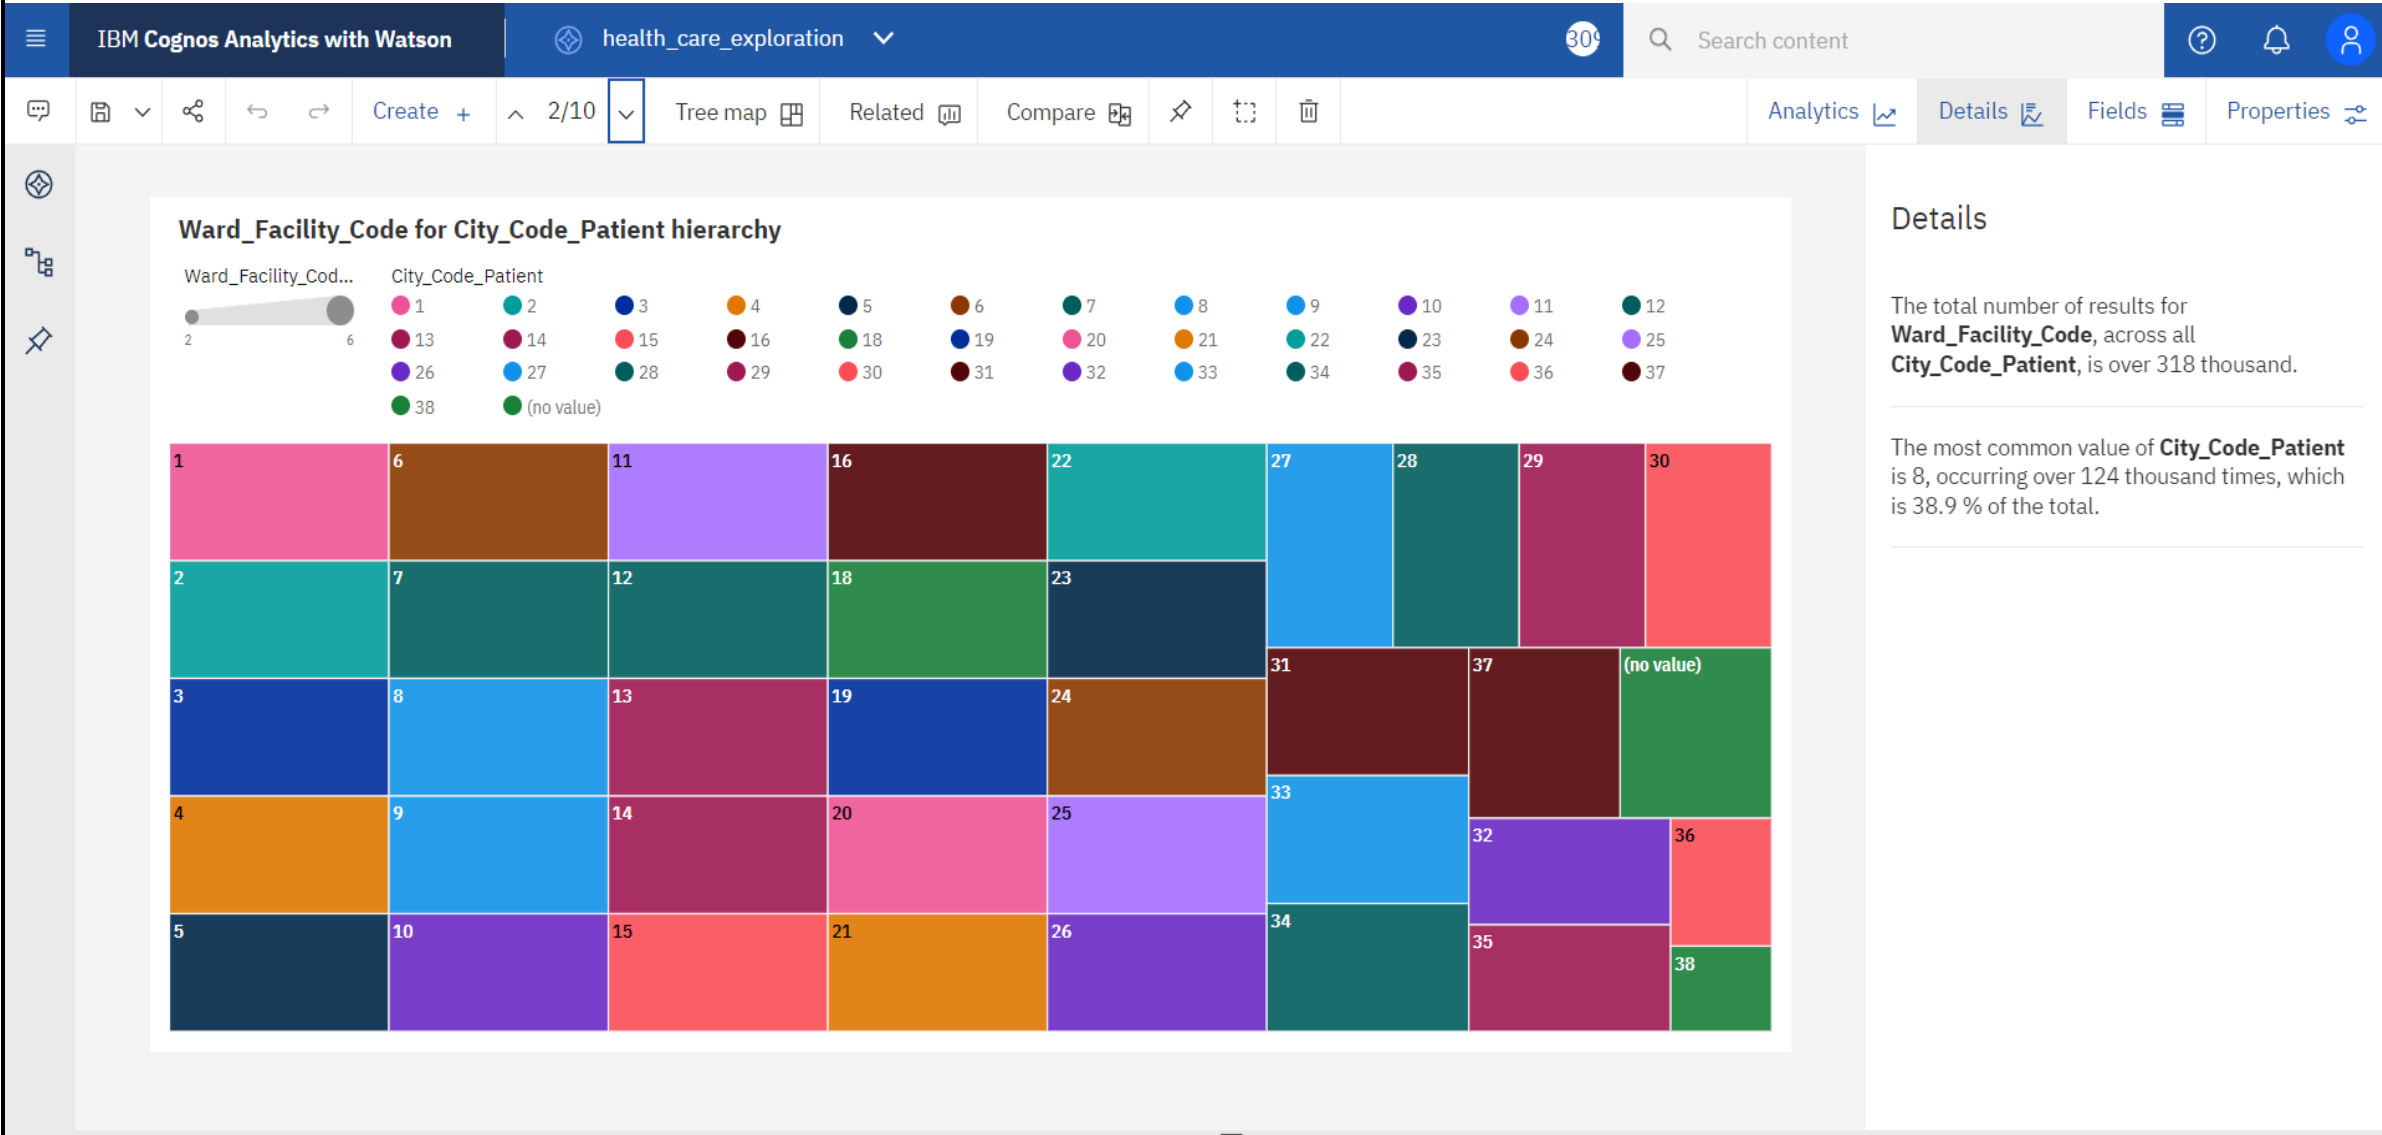 IBM Cognos Analytics with Watson
health_care_exploration
309
Search content
Create +
2/10
Tree map
Related
Compare
Analytics
Details
Fields
Properties
Ward_Facility_Code for City_Code_Patient hierarchy
Ward_Facility_Cod...
2 6
City_Code_Patient
1 2 3 4 5 6 7 8 9 10 11 12
13 14 15 16 18 19 20 21 22 23 24 25
26 27 28 29 30 31 32 33 34 35 36 37
38 (no value)
1 6 11 16 22 27 28 29 30
2 7 12 18 23
31 37 (no value)
3 8 13 19 24
33
4 9 14 20 25
32 36
34
5 10 15 21 26
35
38
Details
The total number of results for
Ward_Facility_Code, across all
City_Code_Patient, is over 318 thousand.
The most common value of City_Code_Patient
is 8, occurring over 124 thousand times, which
is 38.9 % of the total.